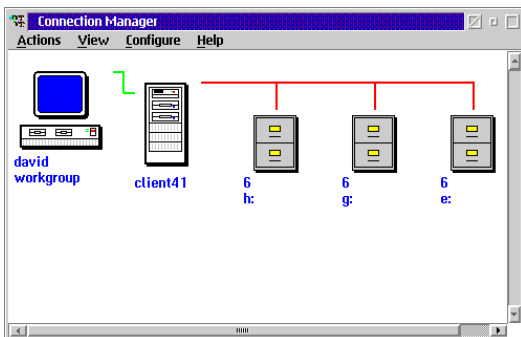 Connection Manager
Actions View Configure Help
david
workgroup
client41
6
h:
6
g:
6
e: